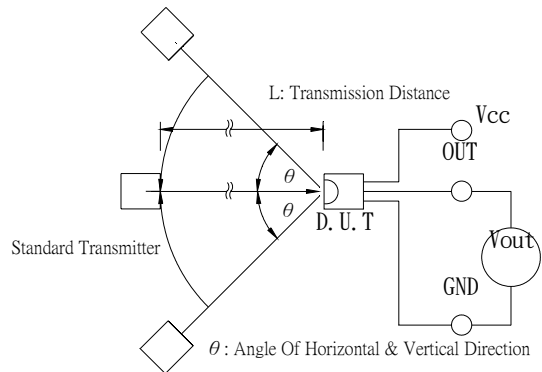 L: Transmission Distance
Vcc
OUT
θ
θ
D.U.T
Standard Transmitter
Vout
GND
θ : Angle Of Horizontal & Vertical Direction